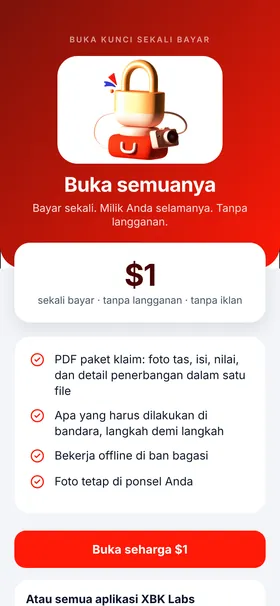 BUKA KUNCI SEKALI BAYAR
Buka semuanya
Bayar sekali. Milik Anda selamanya. Tanpa
langganan.
$1
sekali bayar · tanpa langganan · tanpa iklan
PDF paket klaim: foto tas, isi, nilai,
dan detail penerbangan dalam satu
file
Apa yang harus dilakukan di
bandara, langkah demi langkah
Bekerja offline di ban bagasi
Foto tetap di ponsel Anda
Buka seharga $1
Atau semua aplikasi XBK Labs